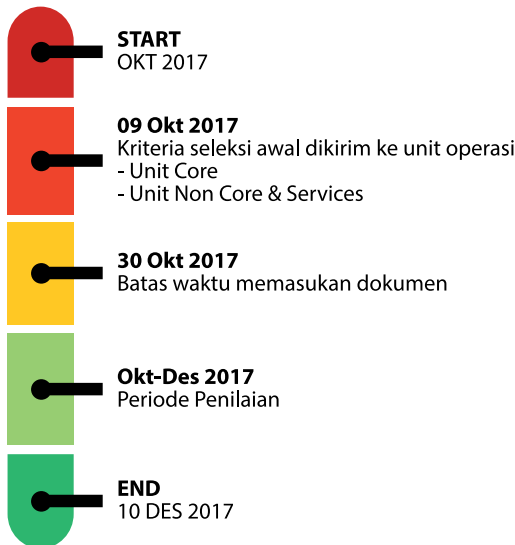 START
OKT 2017
09 Okt 2017
Kriteria seleksi awal dikirim ke unit operasi
- Unit Core
- Unit Non Core & Services
30 Okt 2017
Batas waktu memasukan dokumen
Okt-Des 2017
Periode Penilaian
END
10 DES 2017